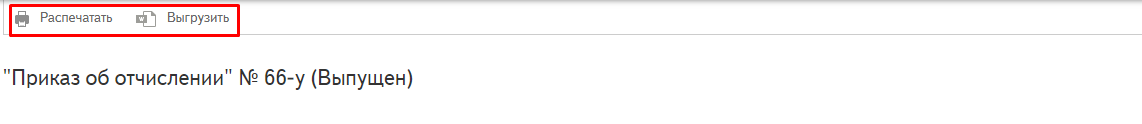 Распечатать Выгрузить
"Приказ об отчислении" № 66-у (Выпущен)